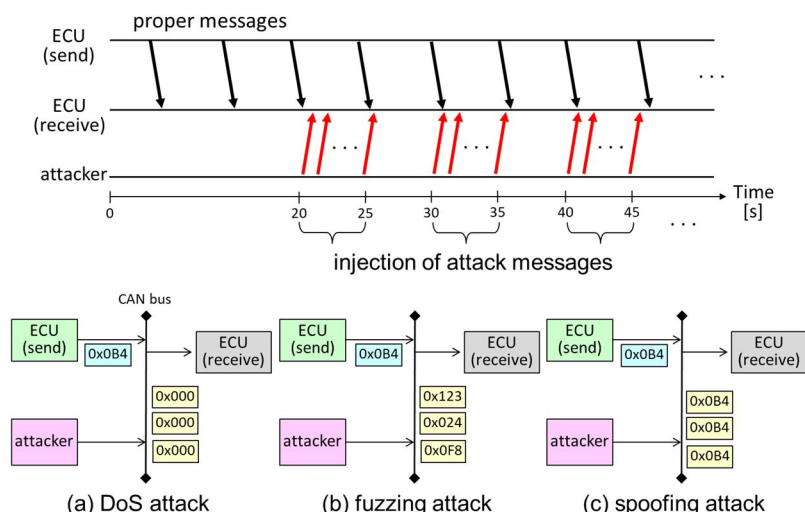 proper messages
ECU
(send)
. . .
ECU
(receive)
. . .
. . .
. . .
attacker
Time
[s]
0
20
25
30
35
40
45
. . .
injection of attack messages
CAN bus
ECU
(send)
0x0B4
ECU
(receive)
0x000
0x000
0x000
attacker
(a) DoS attack
ECU
(send)
0x0B4
ECU
(receive)
0x123
0x024
0x0F8
attacker
(b) fuzzing attack
ECU
(send)
0x0B4
ECU
(receive)
0x0B4
0x0B4
0x0B4
attacker
(c) spoofing attack